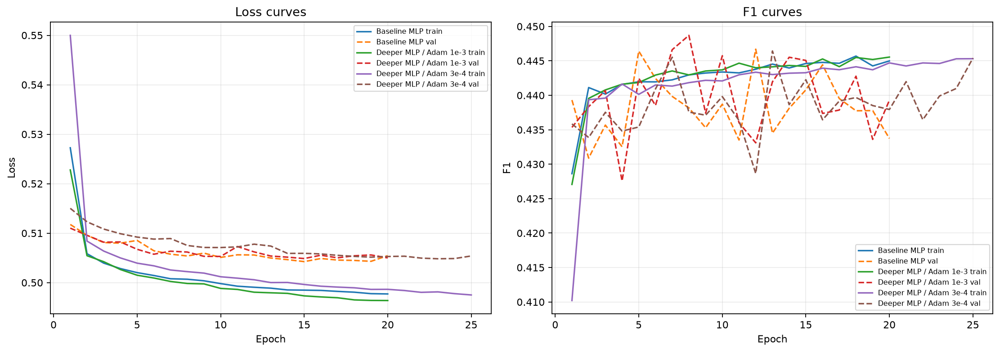 Loss curves
0.55
0.54
0.53
0.52
0.51
0.50
Loss
0
5
10
15
20
25
Epoch
Baseline MLP train
Baseline MLP val
Deeper MLP / Adam 1e-3 train
Deeper MLP / Adam 1e-3 val
Deeper MLP / Adam 3e-4 train
Deeper MLP / Adam 3e-4 val
F1 curves
0.450
0.445
0.440
0.435
0.430
0.425
0.420
0.415
0.410
F1
0
5
10
15
20
25
Epoch
Baseline MLP train
Baseline MLP val
Deeper MLP / Adam 1e-3 train
Deeper MLP / Adam 1e-3 val
Deeper MLP / Adam 3e-4 train
Deeper MLP / Adam 3e-4 val